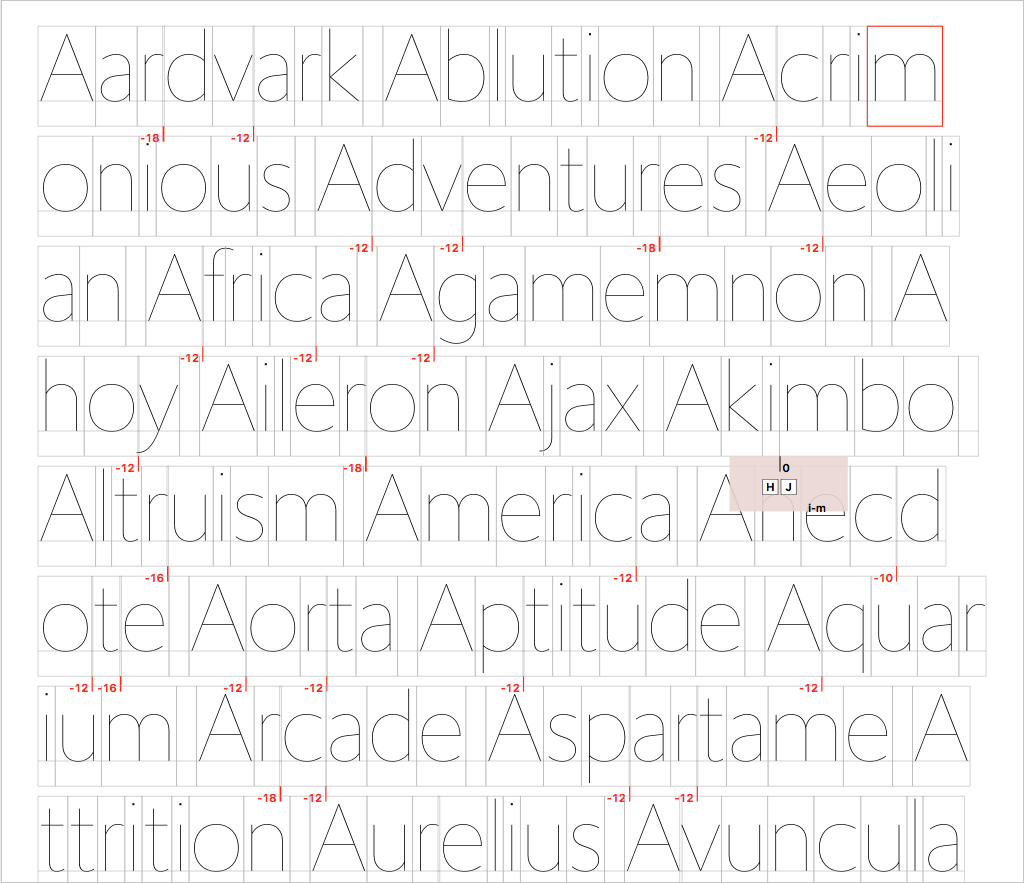 Aardvark Ablution Acrim
-18 -12 -12
onious Adventures Aeoli
-12 -12 -18 -12
an Africa Agamemnon A
-12 -12 -12
hoy Aileron Ajax Akimbo
-12 -18 0
H J
i-m
Altruism America Anecd
-16 -12 -10
ote Aorta Aptitude Aquar
-12 -16 -12 -12 -12 -12
ium Arcade Aspartame A
-18 -12 -12 -12
ttrition Aurelius Avuncula